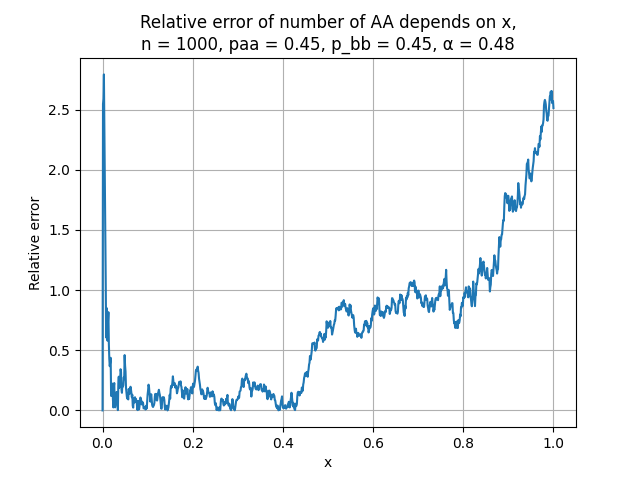 Relative error of number of AA depends on x,
n = 1000, paa = 0.45, p_bb = 0.45, α = 0.48
Relative error
2.5
2.0
1.5
1.0
0.5
0.0
0.0 0.2 0.4 0.6 0.8 1.0
x